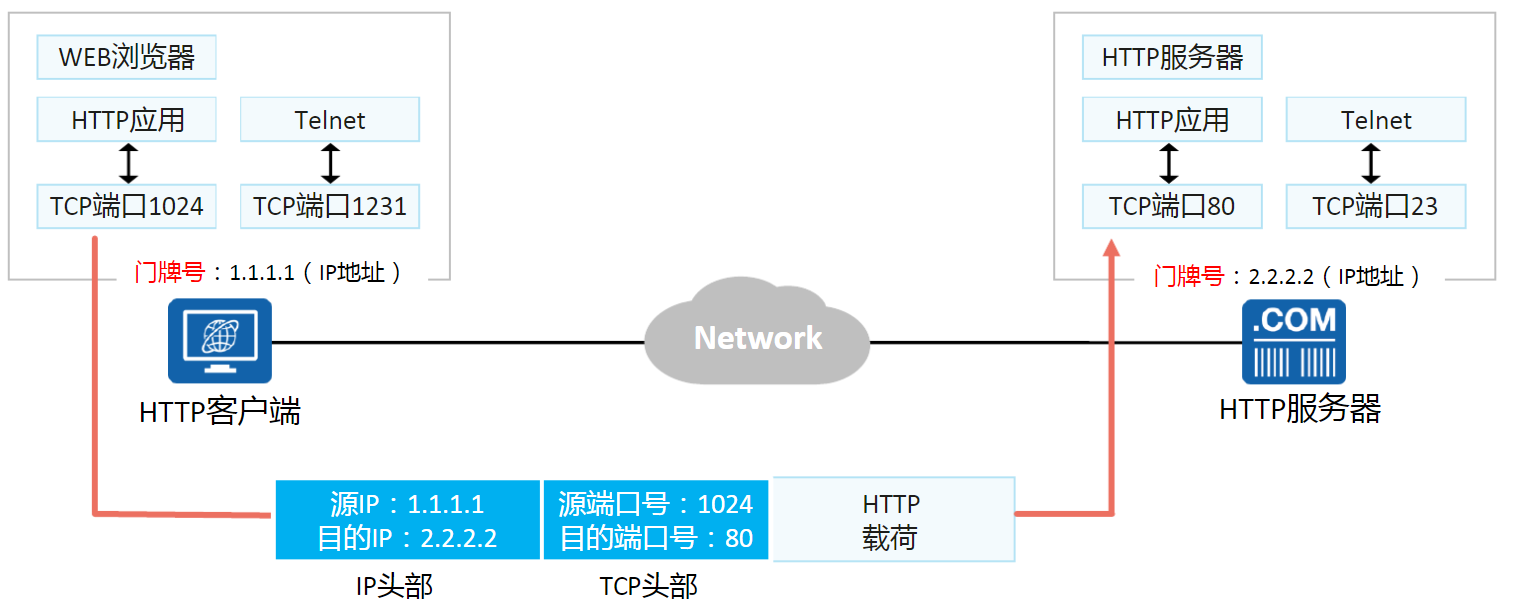 WEB浏览器
HTTP应用
Telnet
TCP端口1024
TCP端口1231
门牌号：1.1.1.1（IP地址）
HTTP客户端
Network
HTTP服务器
HTTP应用
Telnet
TCP端口80
TCP端口23
门牌号：2.2.2.2（IP地址）
.COM
HTTP服务器
源IP：1.1.1.1
目的IP：2.2.2.2
IP头部
源端口号：1024
目的端口号：80
TCP头部
HTTP
载荷